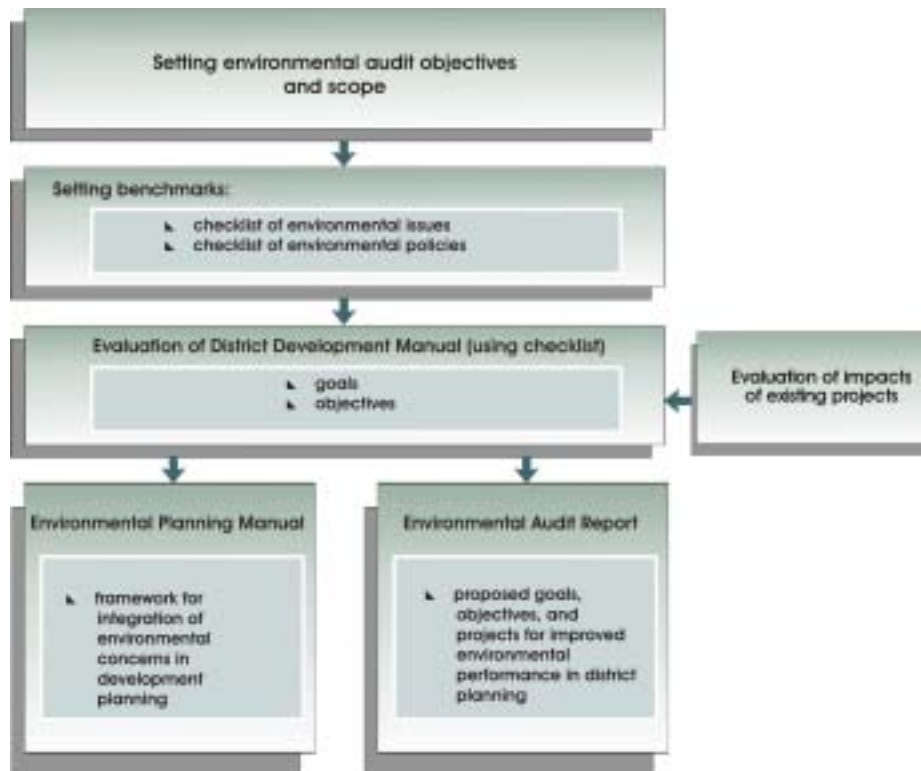 Setting environmental audit objectives
and scope
Setting benchmarks:
checklist of environmental issues
checklist of environmental policies
Evaluation of District Development Manual (using checklist)
goals
objectives
Evaluation of impacts
of existing projects
Environmental Planning Manual
framework for
integration of
environmental
concerns in
development
planning
Environmental Audit Report
proposed goals,
objectives, and
projects for improved
environmental
performance in district
planning